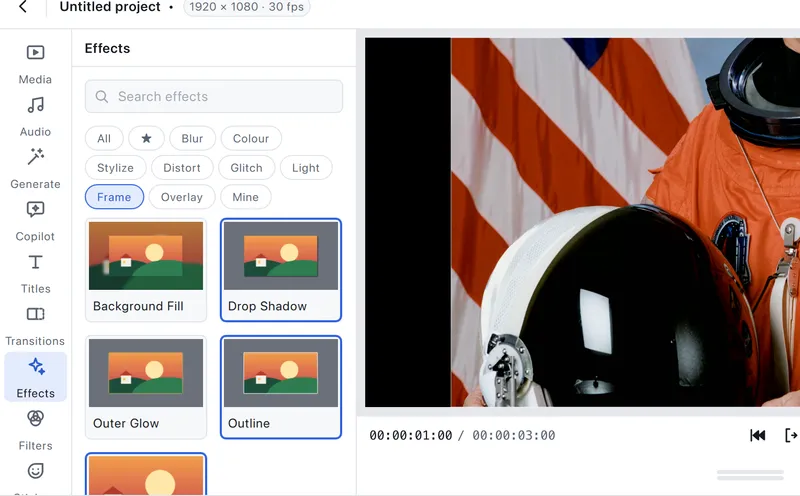 Untitled project • 1920 × 1080 · 30 fps
Media
Audio
Generate
Copilot
Titles
Transitions
Effects
Filters
Effects
Search effects
All ★ Blur Colour
Stylize Distort Glitch Light
Frame Overlay Mine
Background Fill Drop Shadow
Outer Glow Outline
00:00:01:00 / 00:00:03:00